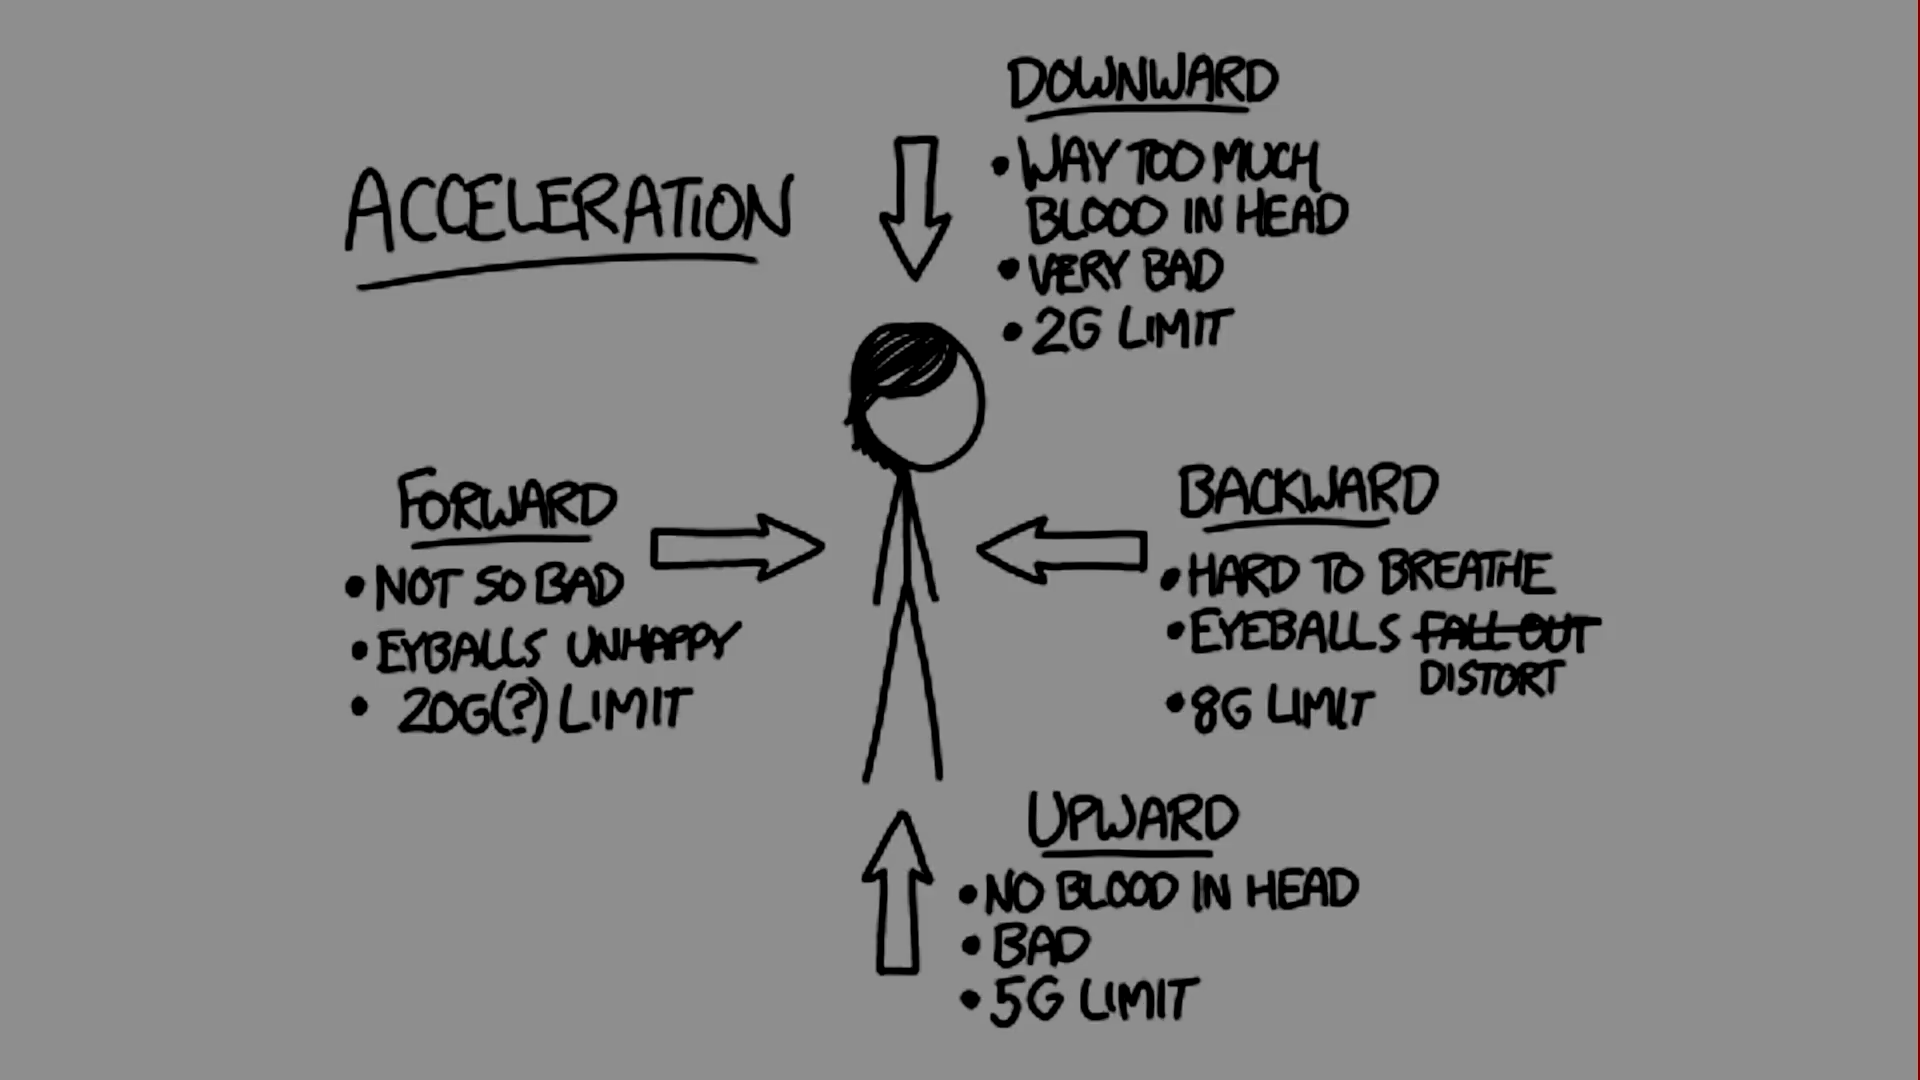 ACCELERATION
DOWNWARD
• WAY TOO MUCH
BLOOD IN HEAD
• VERY BAD
• 2G LIMIT
FORWARD
• NOT SO BAD
• EYBALLS UNHAPPY
• 20G(?) LIMIT
BACKWARD
• HARD TO BREATHE
• EYEBALLS FALL OUT
DISTORT
• 8G LIMIT
UPWARD
• NO BLOOD IN HEAD
• BAD
• 5G LIMIT